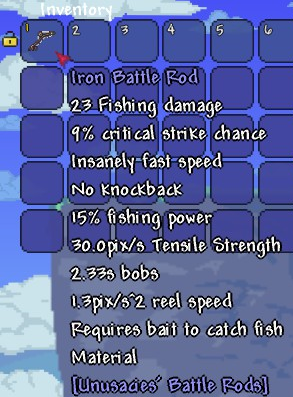 Inventory
1 2 3 4 5 6
Iron Battle Rod
23 Fishing damage
9% critical strike chance
Insanely fast speed
No knockback
15% fishing power
30.0pix/s Tensile Strength
2.33s bobs
1.3pix/s^2 reel speed
Requires bait to catch fish
Material
[Unusacies' Battle Rods]